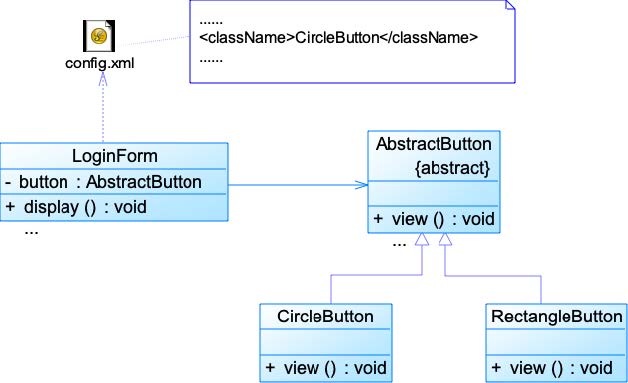 ......
<className>CircleButton</className>
......
config.xml
LoginForm
- button : AbstractButton
+ display () : void
...
AbstractButton
{abstract}
+ view () : void
...
CircleButton
+ view () : void
RectangleButton
+ view () : void